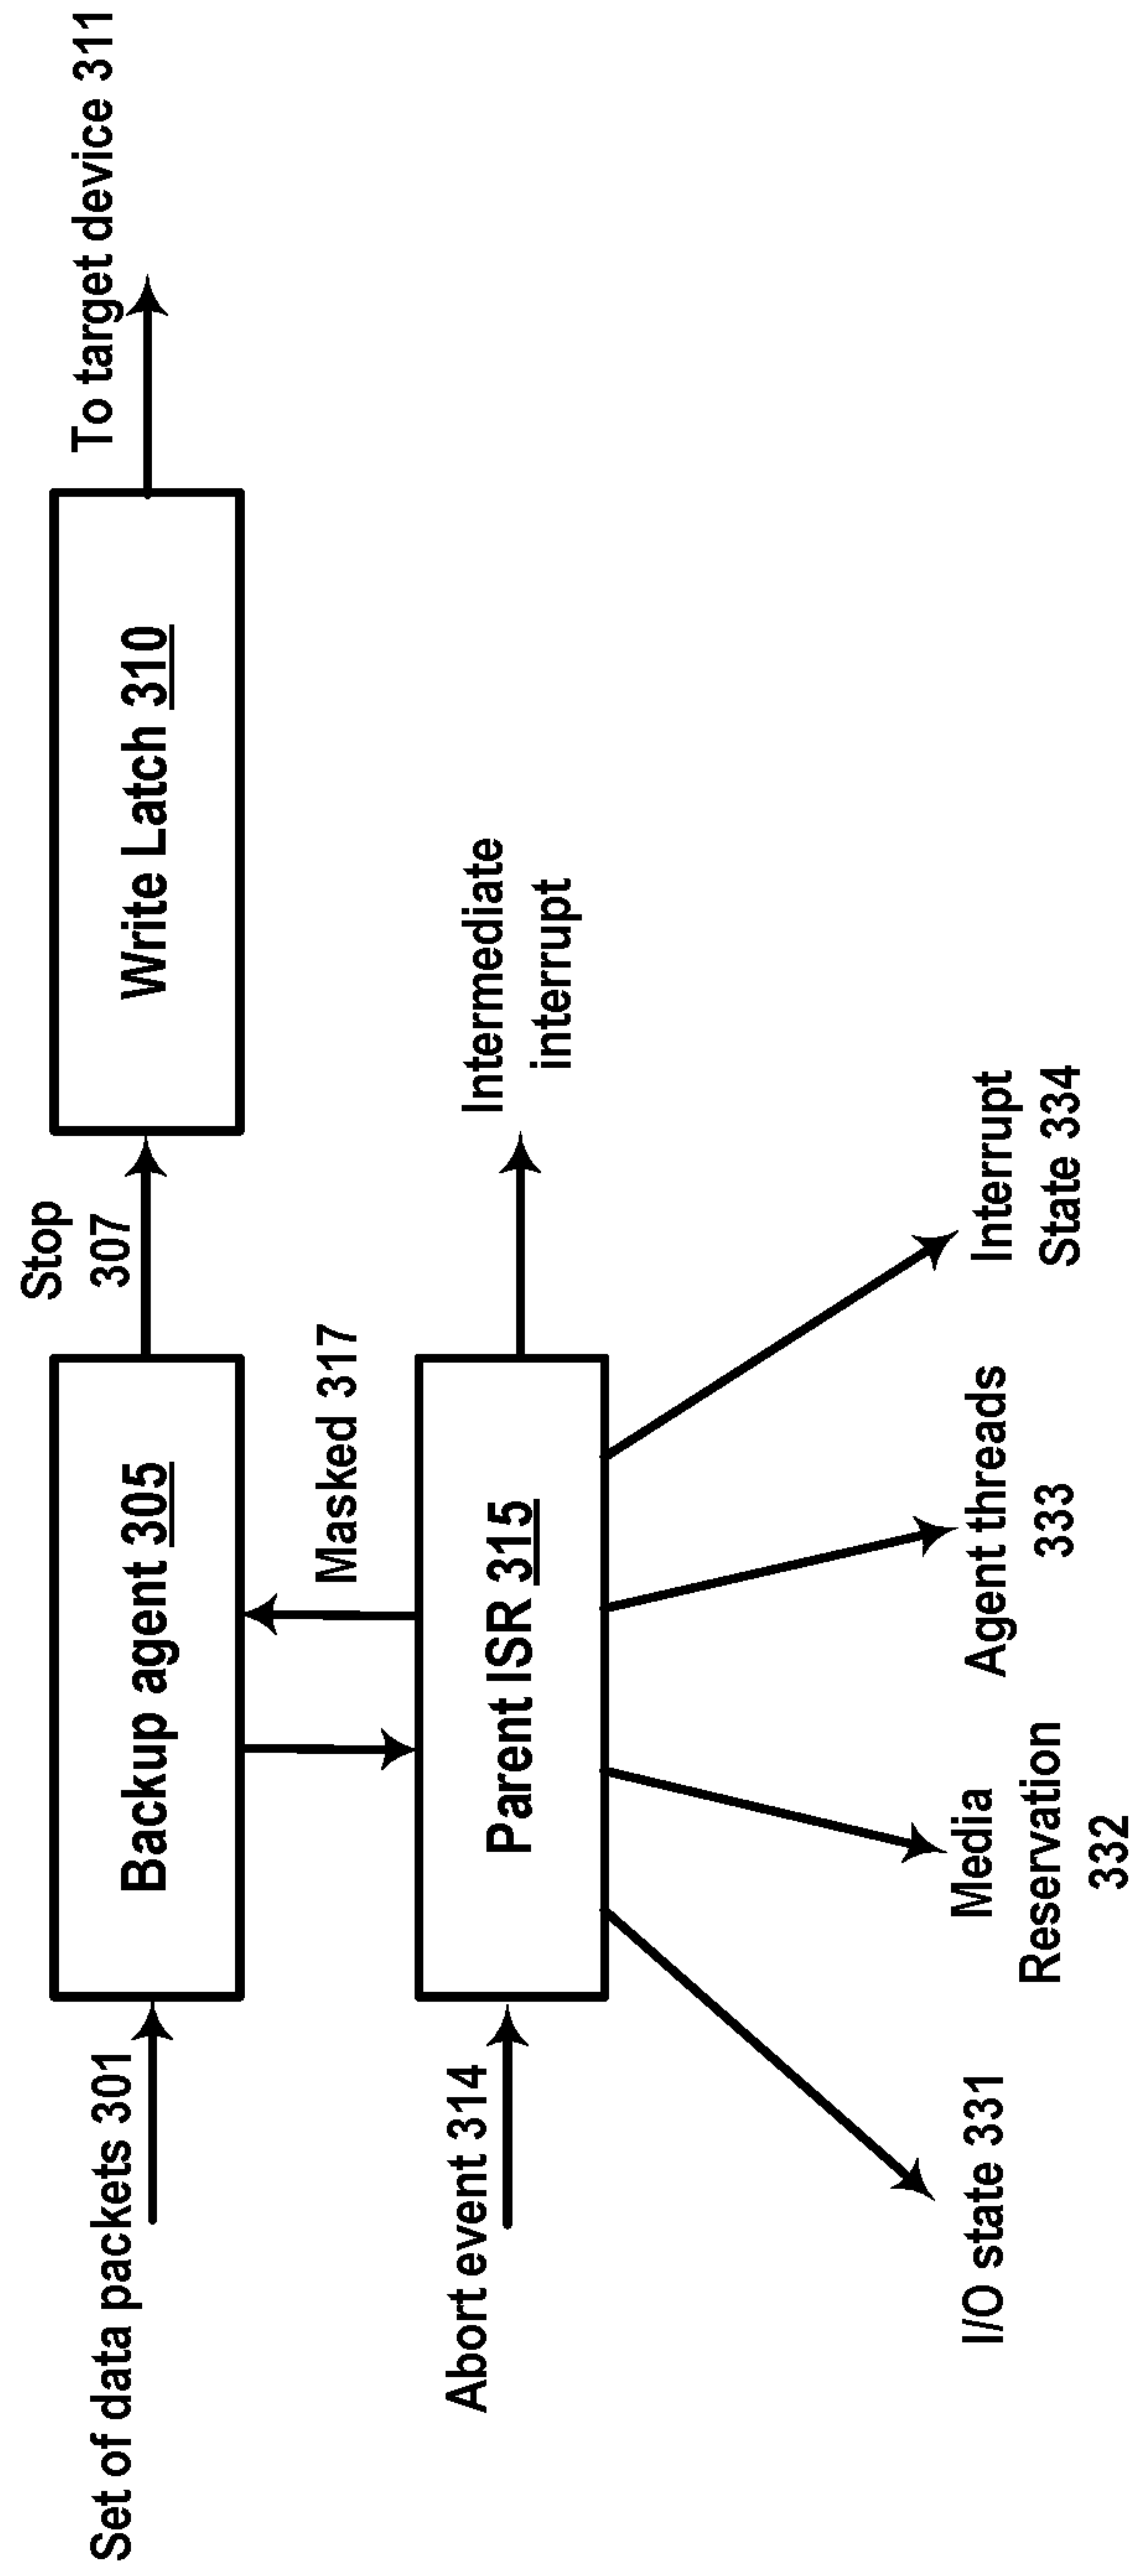 Set of data packets 301
Backup agent 305
Stop
307
Write Latch 310
To target device 311
Masked 317
Abort event 314
Parent ISR 315
Intermediate
interrupt
I/O state 331
Media
Reservation
332
Agent threads
333
Interrupt
State 334